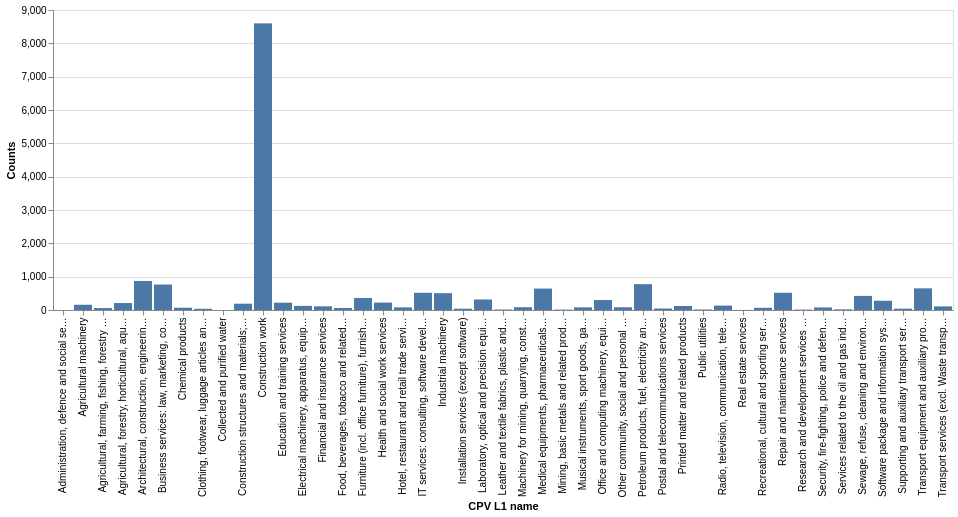 9,000
8,000
7,000
6,000
5,000
4,000
3,000
2,000
1,000
0
Counts
Administration, defence and social se…
Agricultural machinery
Agricultural, farming, fishing, forestry …
Agricultural, forestry, horticultural, aqu…
Architectural, construction, engineerin…
Business services: law, marketing, co…
Chemical products
Clothing, footwear, luggage articles an…
Collected and purified water
Construction structures and materials;…
Construction work
Education and training services
Electrical machinery, apparatus, equip…
Financial and insurance services
Food, beverages, tobacco and related…
Furniture (incl. office furniture), furnish…
Health and social work services
Hotel, restaurant and retail trade servi…
IT services: consulting, software devel…
Industrial machinery
Installation services (except software)
Laboratory, optical and precision equi…
Leather and textile fabrics, plastic and…
Machinery for mining, quarrying, const…
Medical equipments, pharmaceuticals…
Mining, basic metals and related prod…
Musical instruments, sport goods, ga…
Office and computing machinery, equi…
Other community, social and personal …
Petroleum products, fuel, electricity an…
Postal and telecommunications services
Printed matter and related products
Public utilities
Radio, television, communication, tele…
Real estate services
Recreational, cultural and sporting ser…
Repair and maintenance services
Research and development services …
Security, fire-fighting, police and defen…
Services related to the oil and gas ind…
Sewage, refuse, cleaning and environ…
Software package and information sys…
Supporting and auxiliary transport ser…
Transport equipment and auxiliary pro…
Transport services (excl. Waste transp…
CPV L1 name